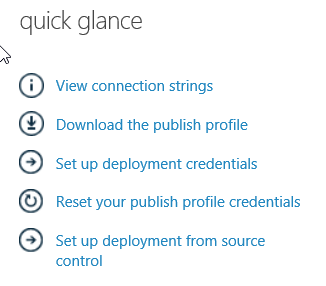 quick glance
View connection strings
Download the publish profile
Set up deployment credentials
Reset your publish profile credentials
Set up deployment from source
control